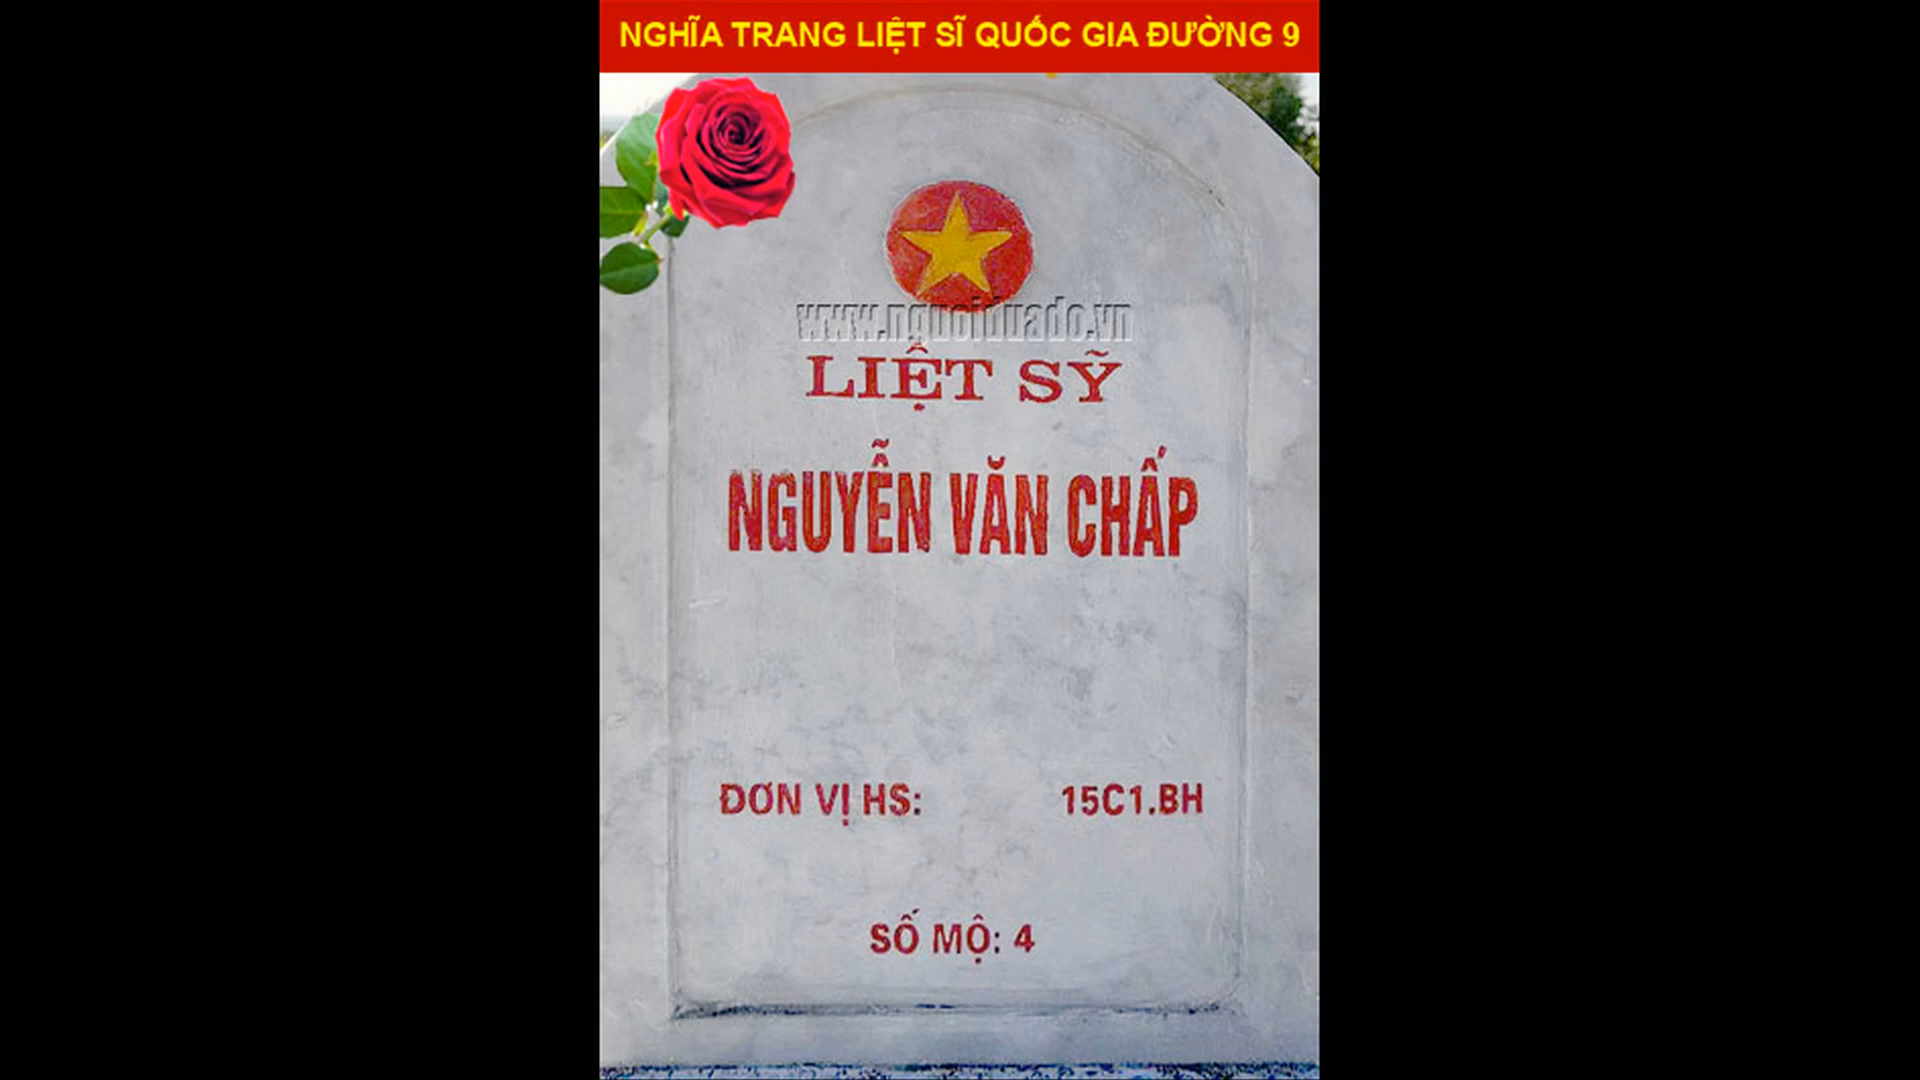 NGHĨA TRANG LIỆT SĨ QUỐC GIA ĐƯỜNG 9
www.nguoiduado.vn
LIỆT SỸ
NGUYỄN VĂN CHẤP
ĐƠN VỊ HS: 15C1.BH
SỐ MỘ: 4